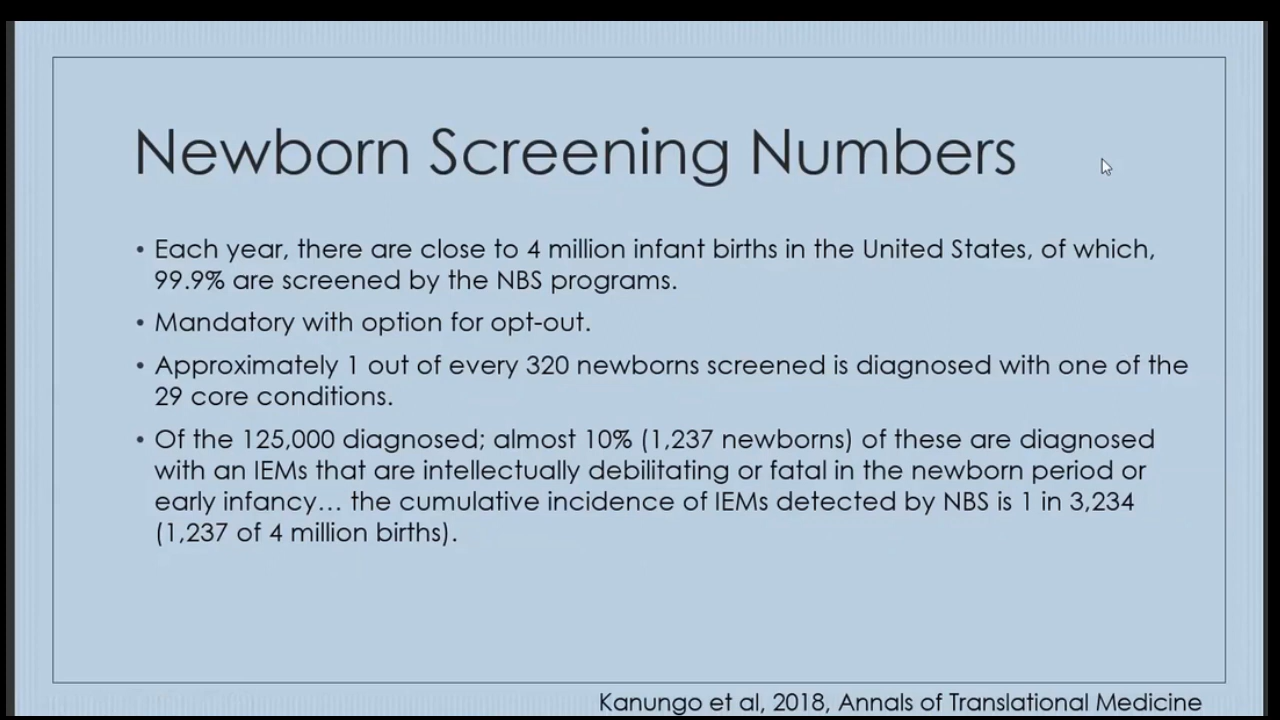 Newborn Screening Numbers
• Each year, there are close to 4 million infant births in the United States, of which,
99.9% are screened by the NBS programs.
• Mandatory with option for opt-out.
• Approximately 1 out of every 320 newborns screened is diagnosed with one of the
29 core conditions.
• Of the 125,000 diagnosed; almost 10% (1,237 newborns) of these are diagnosed
with an IEMs that are intellectually debilitating or fatal in the newborn period or
early infancy… the cumulative incidence of IEMs detected by NBS is 1 in 3,234
(1,237 of 4 million births).
Kanungo et al, 2018, Annals of Translational Medicine